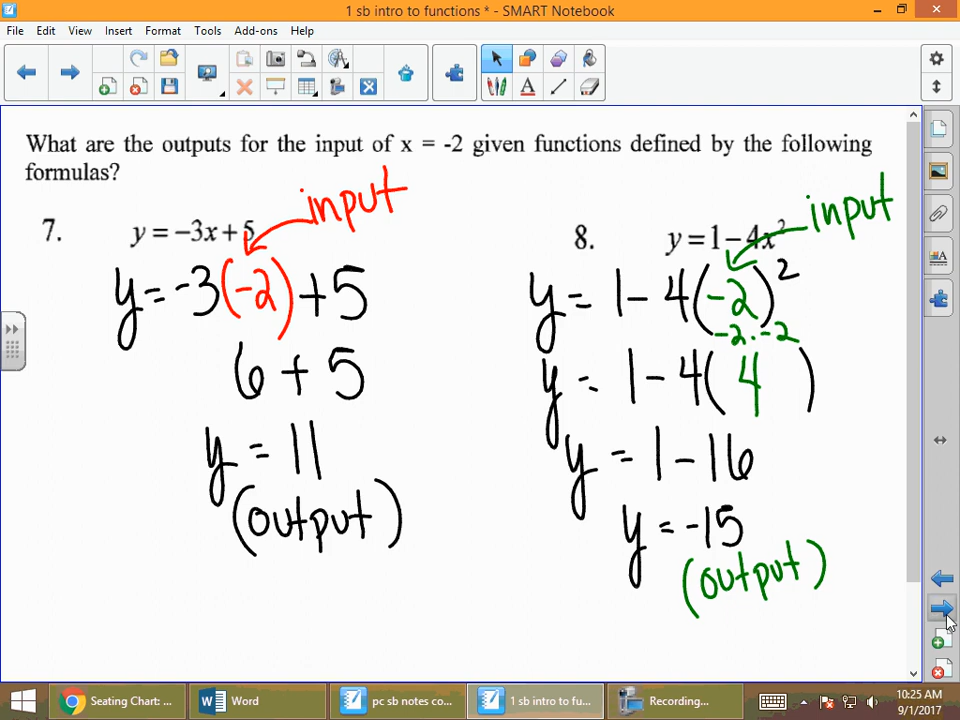 1 sb intro to functions * - SMART Notebook
File Edit View Insert Format Tools Add-ons Help
What are the outputs for the input of x = -2 given functions defined by the following
formulas?
7. y = −3x + 5
input
y = -3(-2) + 5
6 + 5
y = 11
(output)
8. y = 1 − 4x²
input
y = 1 - 4(-2)²
-2 · -2
y = 1 - 4( 4 )
y = 1 - 16
y = -15
(output)
Seating Chart: ... Word pc sb notes co... 1 sb intro to fu... Recording... 10:25 AM
9/1/2017